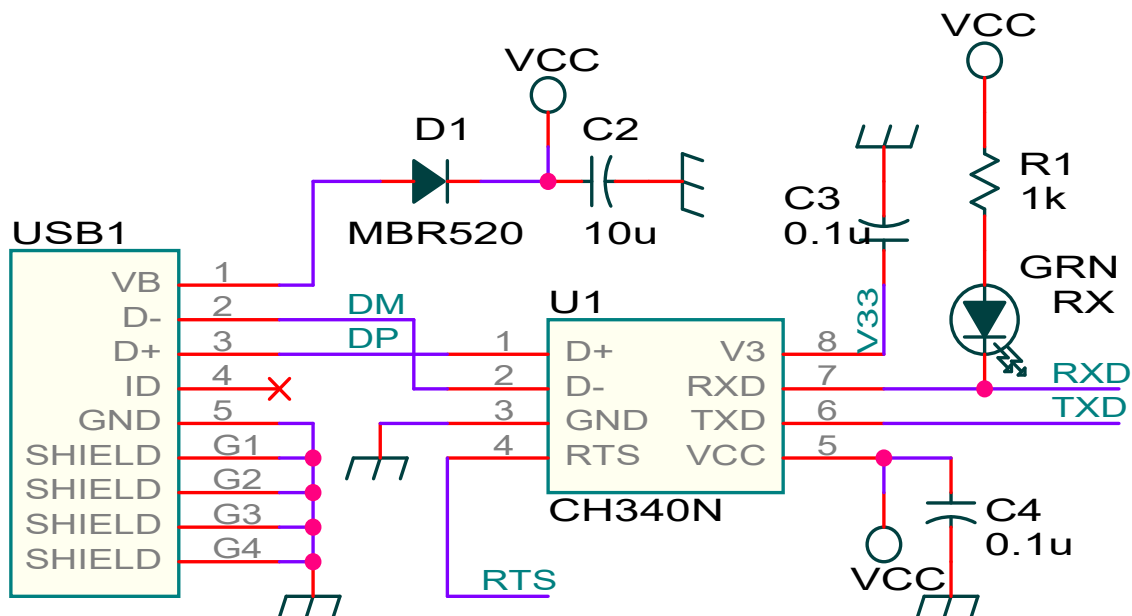 VCC
VCC
D1
C2
MBR520
10u
C3
0.1u
R1
1k
GRN
RX
USB1
VB 1
D- 2
D+ 3
ID 4
GND 5
SHIELD G1
SHIELD G2
SHIELD G3
SHIELD G4
DM
DP
U1
1 D+ V3 8
2 D- RXD 7
3 GND TXD 6
4 RTS VCC 5
CH340N
V33
RXD
TXD
RTS
VCC
C4
0.1u